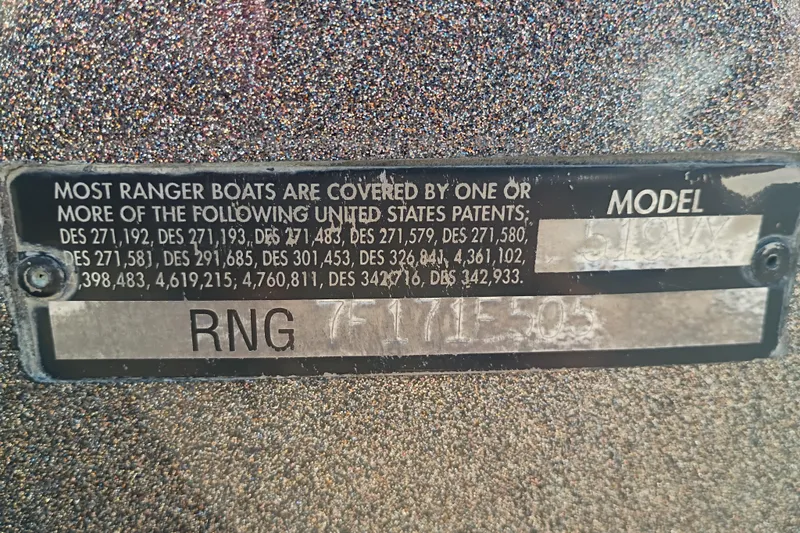 MOST RANGER BOATS ARE COVERED BY ONE OR
MORE OF THE FOLLOWING UNITED STATES PATENTS:
DES 271,192, DES 271,193, DES 271,483, DES 271,579, DES 271,580,
DES 271,581, DES 291,685, DES 301,453, DES 326,841, 4,361,102,
4,398,483, 4,619,215; 4,760,811, DES 342,716, DES 342,933.
MODEL
RNG 7F171E505